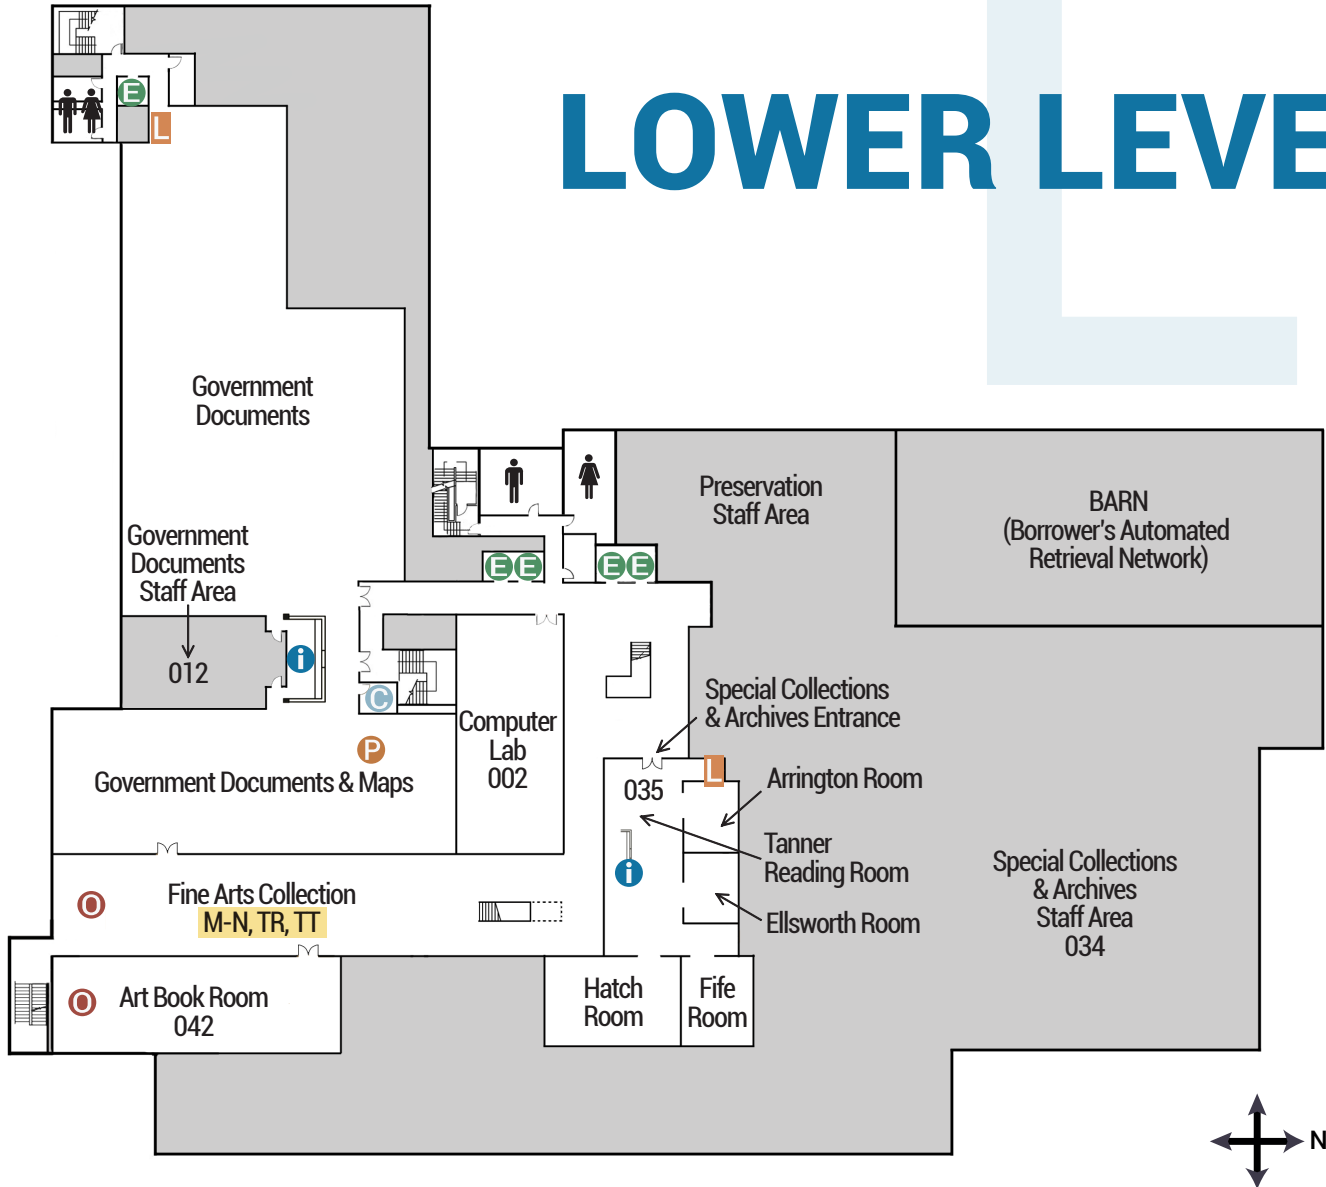 LOWER LEVE
E
L
Government
Documents
Preservation
Staff Area
BARN
(Borrower's Automated
Retrieval Network)
Government
Documents
Staff Area
E E
E E
012
i
C
Special Collections
& Archives Entrance
Computer
Lab
002
P
Government Documents & Maps
L
035
Arrington Room
Tanner
Reading Room
i
Ellsworth Room
Special Collections
& Archives
Staff Area
034
O
Fine Arts Collection
M-N, TR, TT
O
Art Book Room
042
Hatch
Room
Fife
Room
N